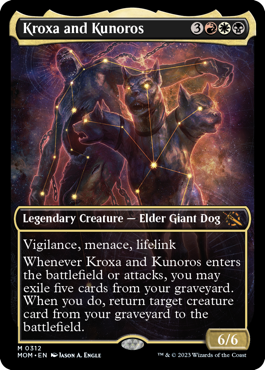 Kroxa and Kunoros 3
Legendary Creature — Elder Giant Dog
Vigilance, menace, lifelink
Whenever Kroxa and Kunoros enters
the battlefield or attacks, you may
exile five cards from your graveyard.
When you do, return target creature
card from your graveyard to the
battlefield.
6/6
M 0312
MOM • EN JASON A. ENGLE ™ & © 2023 Wizards of the Coast